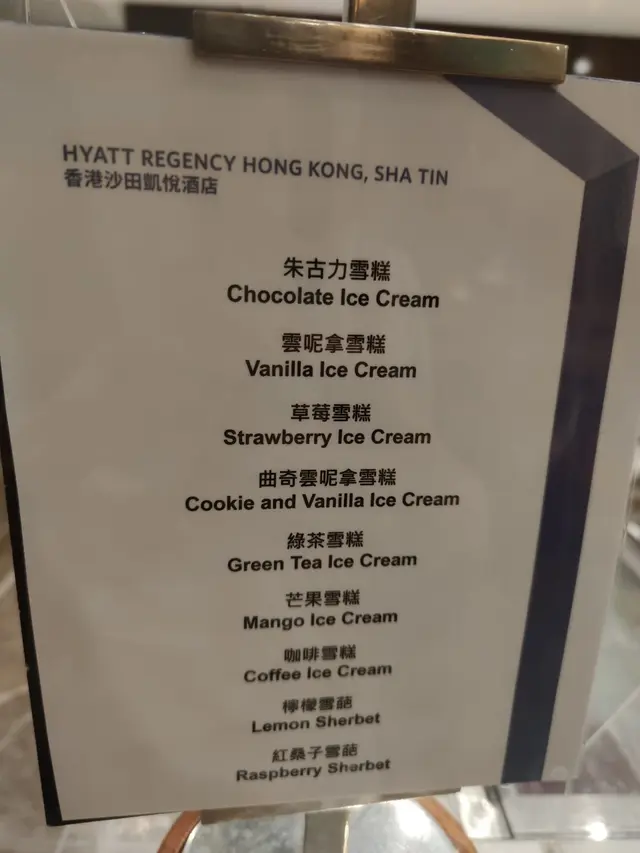 HYATT REGENCY HONG KONG, SHA TIN
香港沙田凱悅酒店
朱古力雪糕
Chocolate Ice Cream
雲呢拿雪糕
Vanilla Ice Cream
草莓雪糕
Strawberry Ice Cream
曲奇雲呢拿雪糕
Cookie and Vanilla Ice Cream
綠茶雪糕
Green Tea Ice Cream
芒果雪糕
Mango Ice Cream
咖啡雪糕
Coffee Ice Cream
檸檬雪葩
Lemon Sherbet
紅桑子雪葩
Raspberry Sherbet